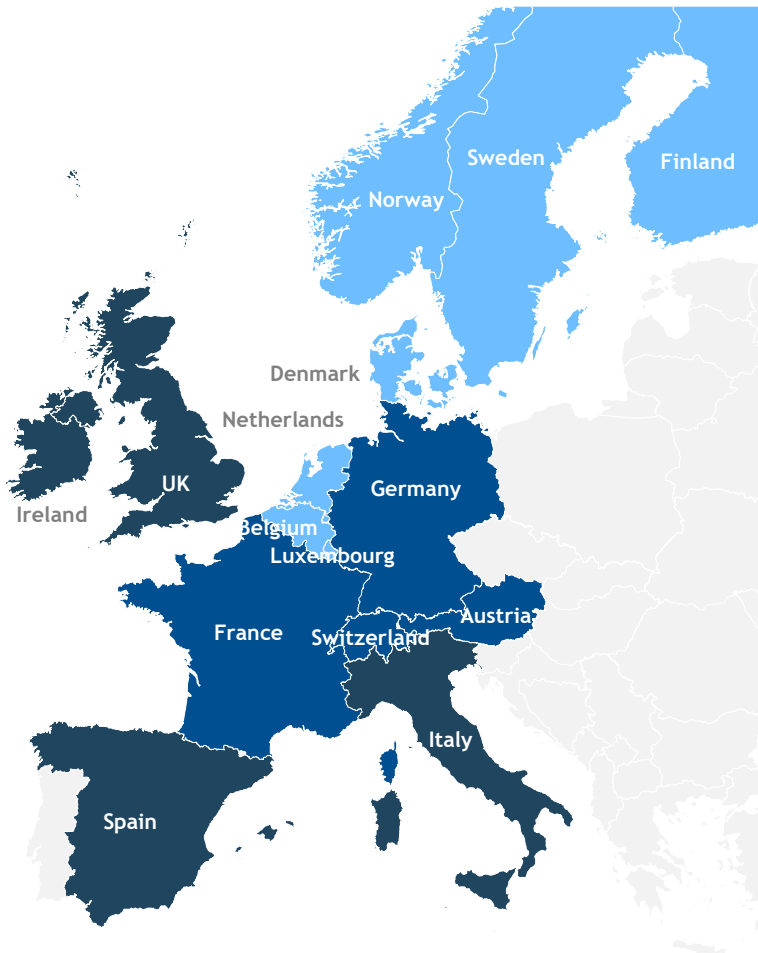 Sweden
Finland
Norway
Denmark
Netherlands
UK
Germany
Ireland
Belgium
Luxembourg
Austria
France
Switzerland
Italy
Spain